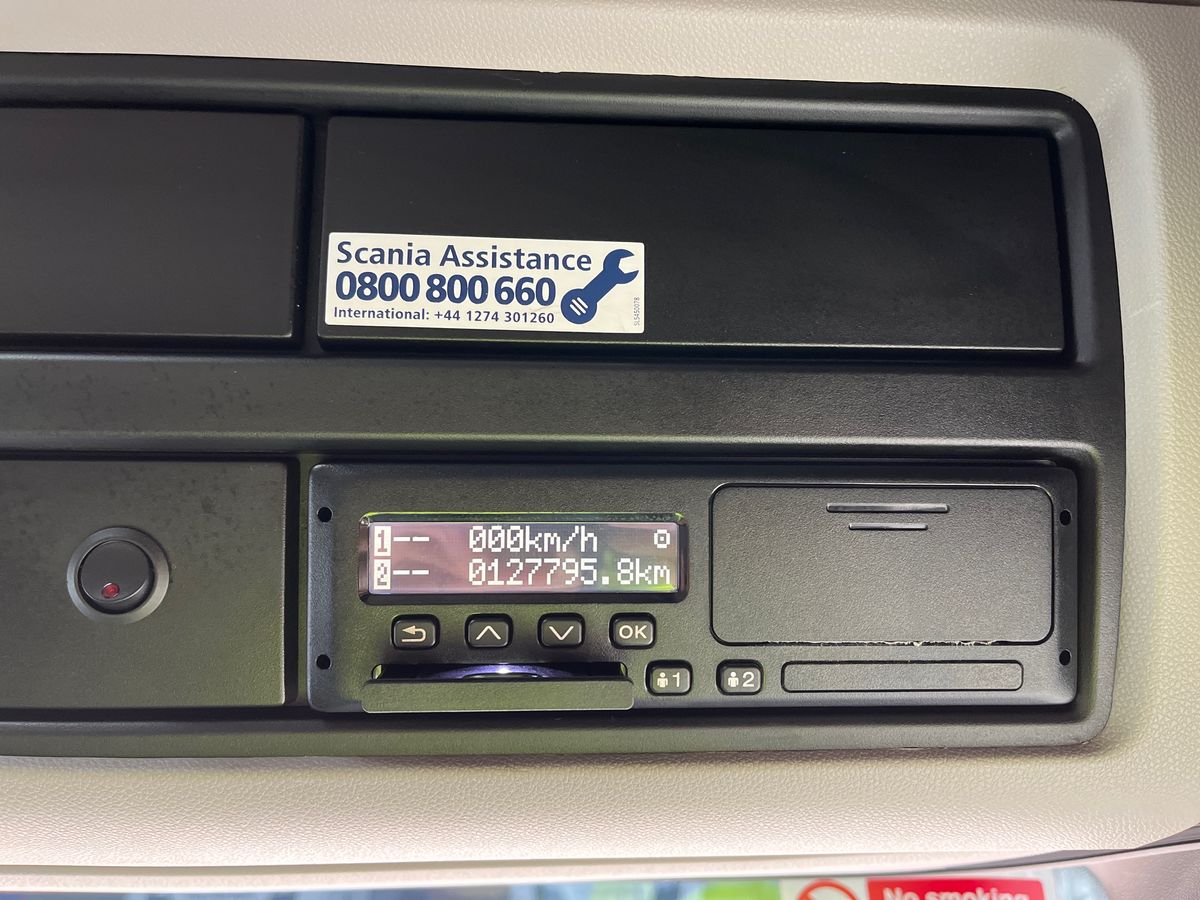 Scania Assistance
0800 800 660
International: +44 1274 301260
SLS450078
1-- 000km/h
2-- 0127795.8km
OK
1
2
No smoking